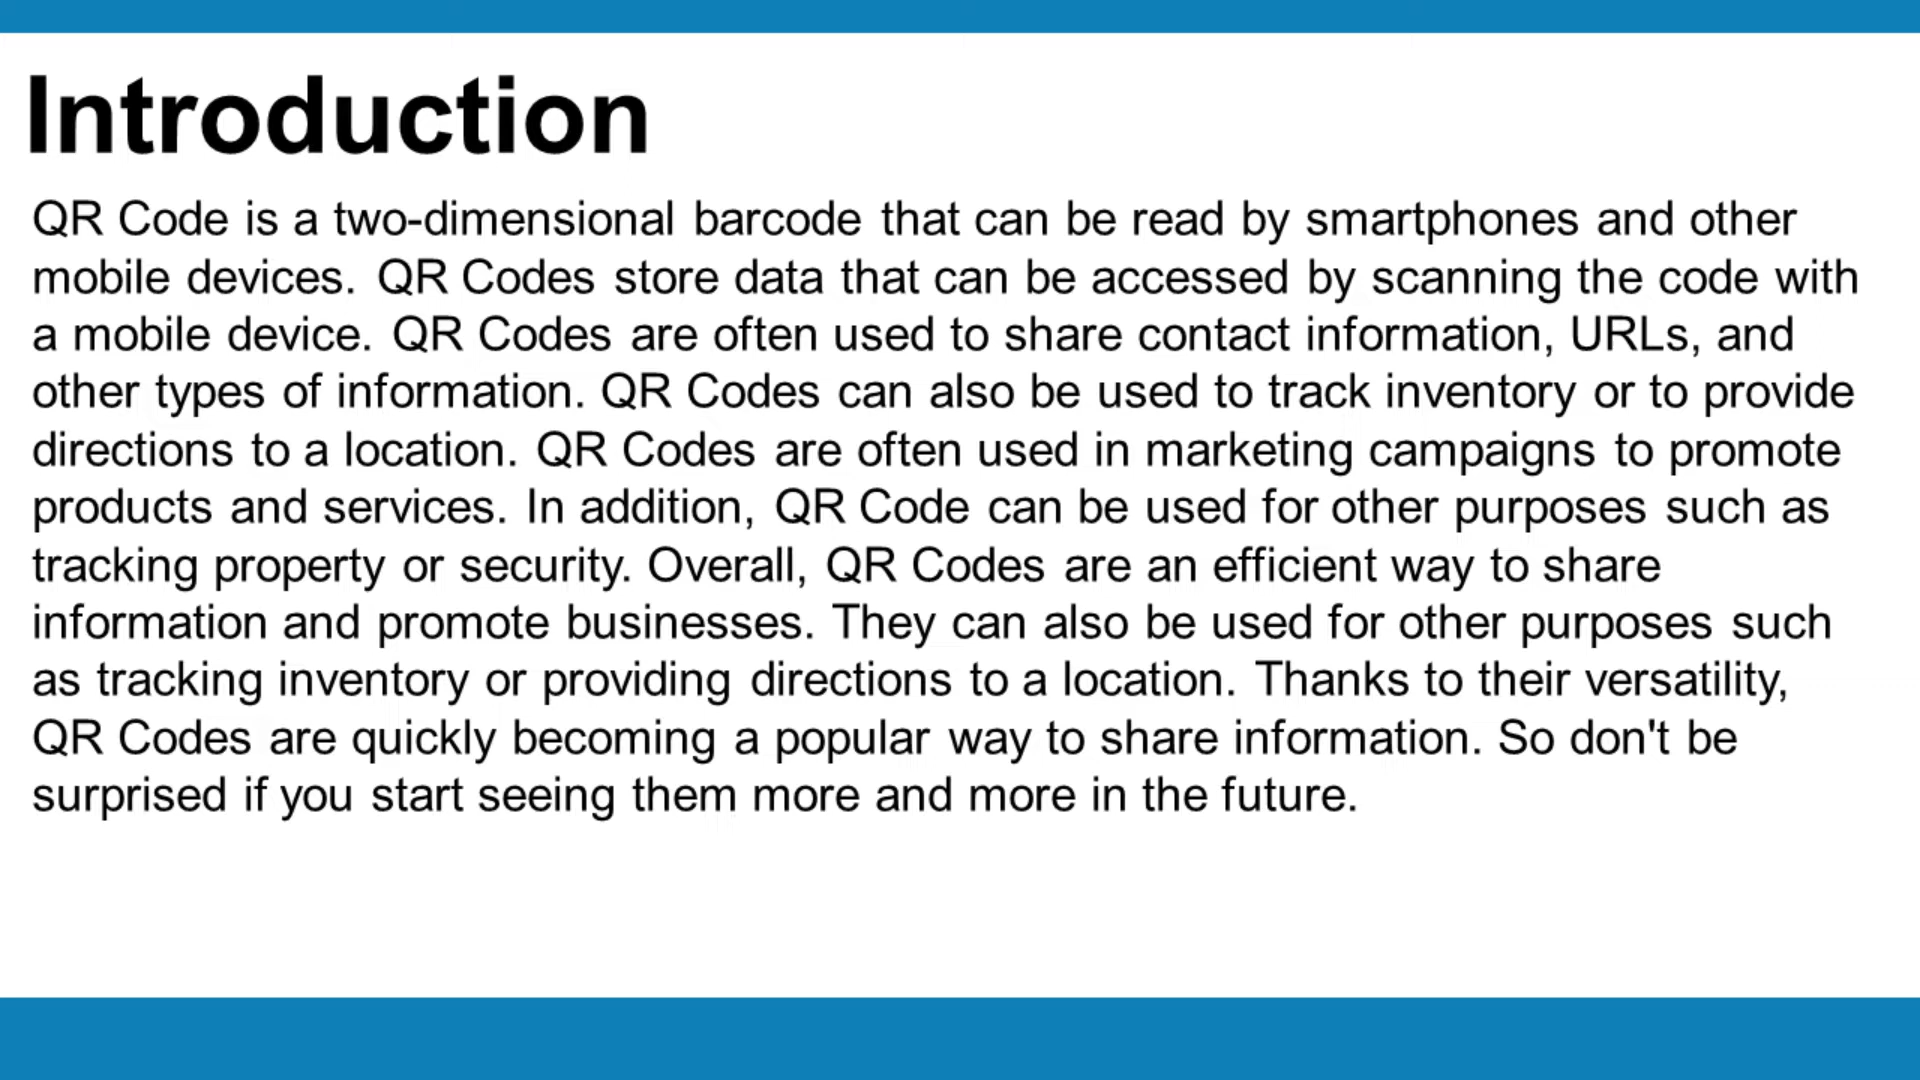 Introduction
QR Code is a two-dimensional barcode that can be read by smartphones and other
mobile devices. QR Codes store data that can be accessed by scanning the code with
a mobile device. QR Codes are often used to share contact information, URLs, and
other types of information. QR Codes can also be used to track inventory or to provide
directions to a location. QR Codes are often used in marketing campaigns to promote
products and services. In addition, QR Code can be used for other purposes such as
tracking property or security. Overall, QR Codes are an efficient way to share
information and promote businesses. They can also be used for other purposes such
as tracking inventory or providing directions to a location. Thanks to their versatility,
QR Codes are quickly becoming a popular way to share information. So don't be
surprised if you start seeing them more and more in the future.